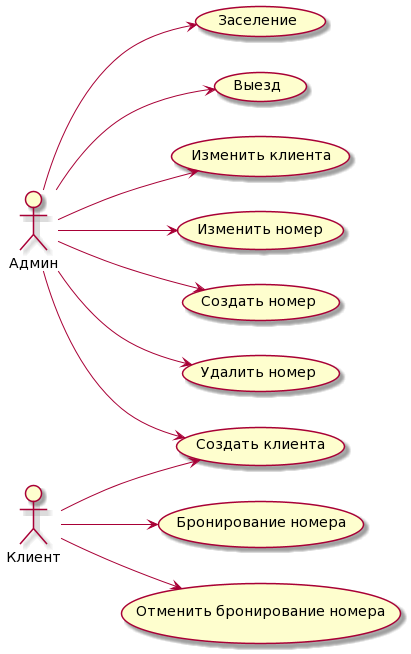 Заселение
Выезд
Изменить клиента
Изменить номер
Админ
Создать номер
Удалить номер
Создать клиента
Бронирование номера
Клиент
Отменить бронирование номера